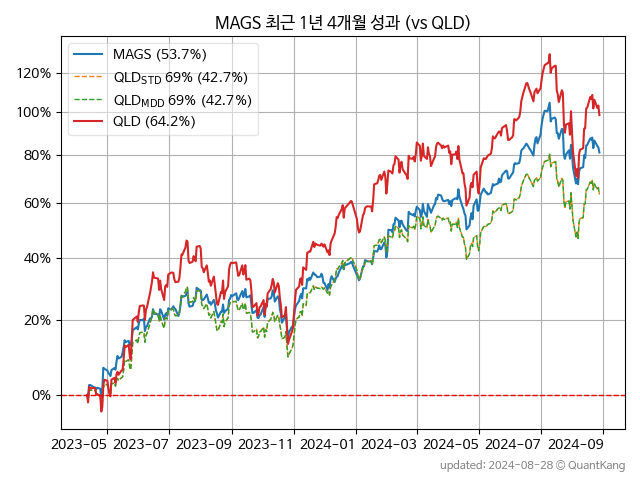 MAGS 최근 1년 4개월 성과 (vs QLD)
MAGS (53.7%)
QLD_STD 69% (42.7%)
QLD_MDD 69% (42.7%)
QLD (64.2%)
120%
100%
80%
60%
40%
20%
0%
2023-05 2023-07 2023-09 2023-11 2024-01 2024-03 2024-05 2024-07 2024-09
updated: 2024-08-28 © QuantKang